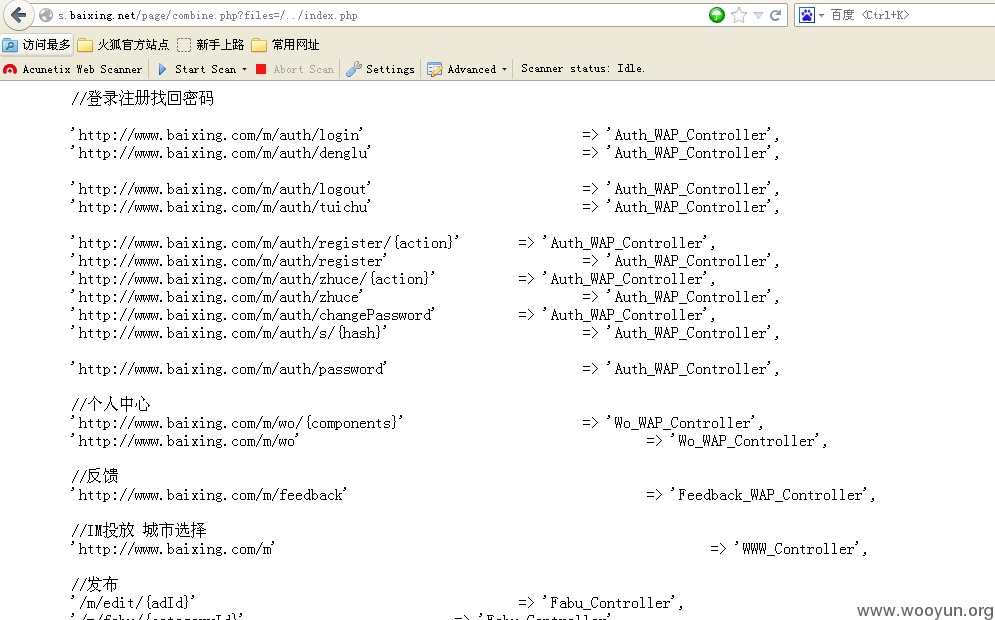 s.baixing.net/page/combine.php?files=/../index.php
百度 <Ctrl+K>
访问最多 火狐官方站点 新手上路 常用网址
Acunetix Web Scanner Start Scan Abort Scan Settings Advanced Scanner status: Idle.
//登录注册找回密码
'http://www.baixing.com/m/auth/login' => 'Auth_WAP_Controller',
'http://www.baixing.com/m/auth/denglu' => 'Auth_WAP_Controller',
'http://www.baixing.com/m/auth/logout' => 'Auth_WAP_Controller',
'http://www.baixing.com/m/auth/tuichu' => 'Auth_WAP_Controller',
'http://www.baixing.com/m/auth/register/{action}' => 'Auth_WAP_Controller',
'http://www.baixing.com/m/auth/register' => 'Auth_WAP_Controller',
'http://www.baixing.com/m/auth/zhuce/{action}' => 'Auth_WAP_Controller',
'http://www.baixing.com/m/auth/zhuce' => 'Auth_WAP_Controller',
'http://www.baixing.com/m/auth/changePassword' => 'Auth_WAP_Controller',
'http://www.baixing.com/m/auth/s/{hash}' => 'Auth_WAP_Controller',
'http://www.baixing.com/m/auth/password' => 'Auth_WAP_Controller',
//个人中心
'http://www.baixing.com/m/wo/{components}' => 'Wo_WAP_Controller',
'http://www.baixing.com/m/wo' => 'Wo_WAP_Controller',
//反馈
'http://www.baixing.com/m/feedback' => 'Feedback_WAP_Controller',
//IM投放 城市选择
'http://www.baixing.com/m' => 'WWW_Controller',
//发布
'/m/edit/{adId}' => 'Fabu_Controller',
'/m/fabu/{categoryId}' => 'Fabu_Controller',
www.wooyun.org